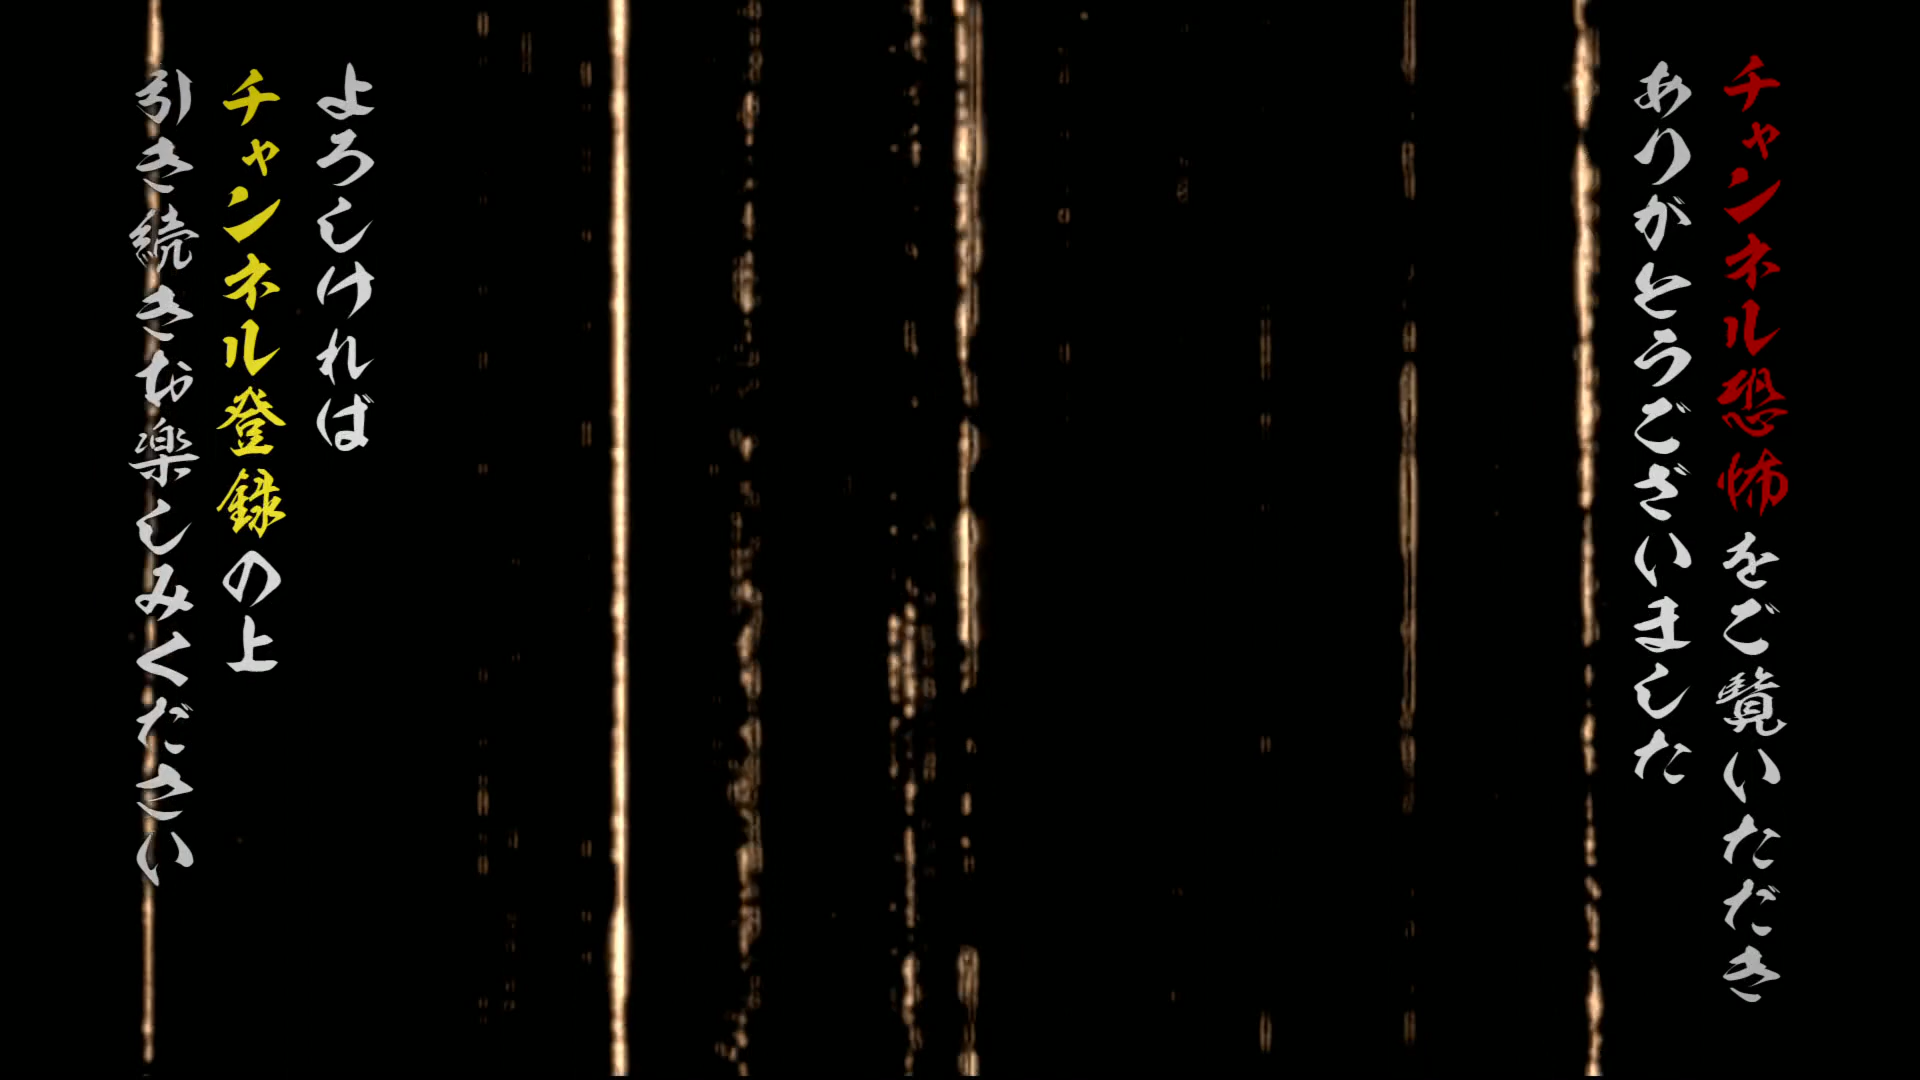 チャンネル恐怖をご覧いただき
ありがとうございました
よろしければ
チャンネル登録の上
引き続きお楽しみください